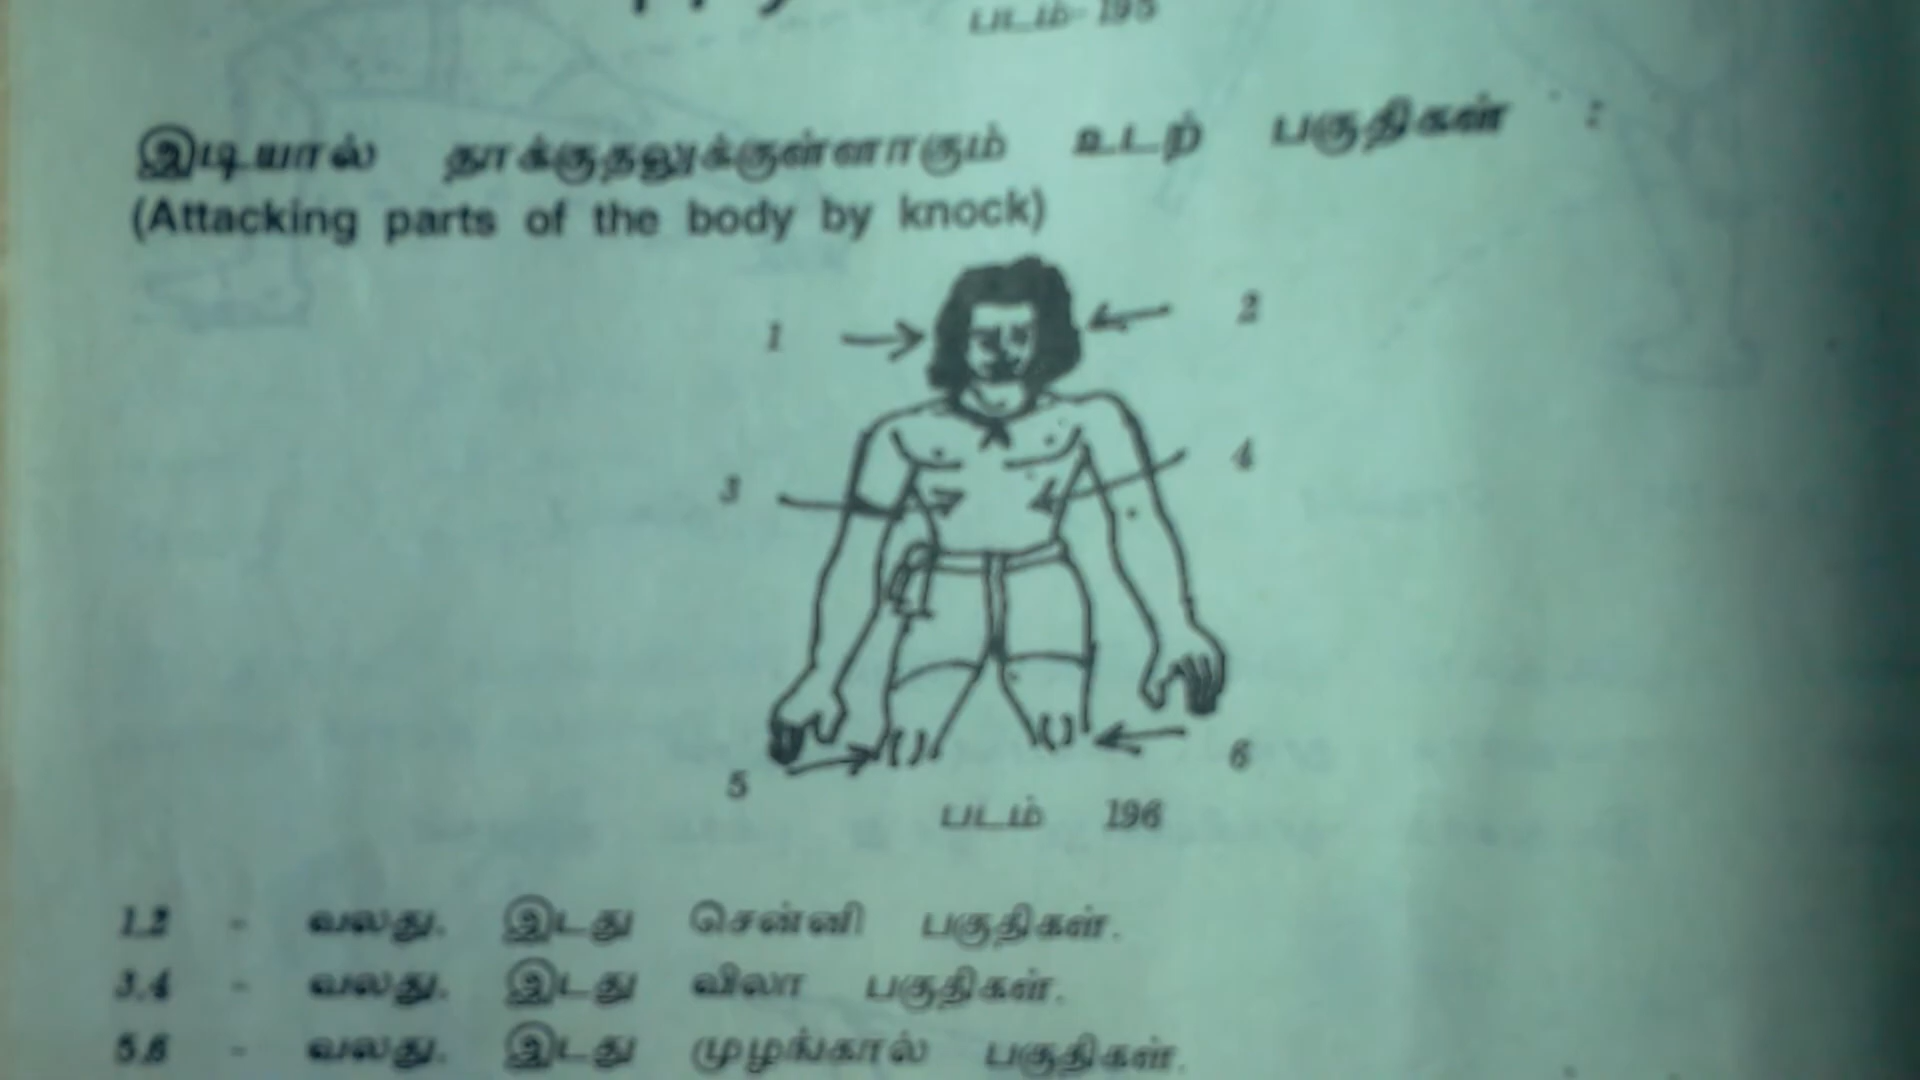 படம் 195
இடியால் தாக்குதலுக்குள்ளாகும் உடற் பகுதிகள் :
(Attacking parts of the body by knock)
1
2
3
4
5
6
படம் 196
1.2 - வலது. இடது சென்னி பகுதிகள்.
3.4 - வலது. இடது விலா பகுதிகள்.
5.6 - வலது. இடது முழங்கால் பகுதிகள்.